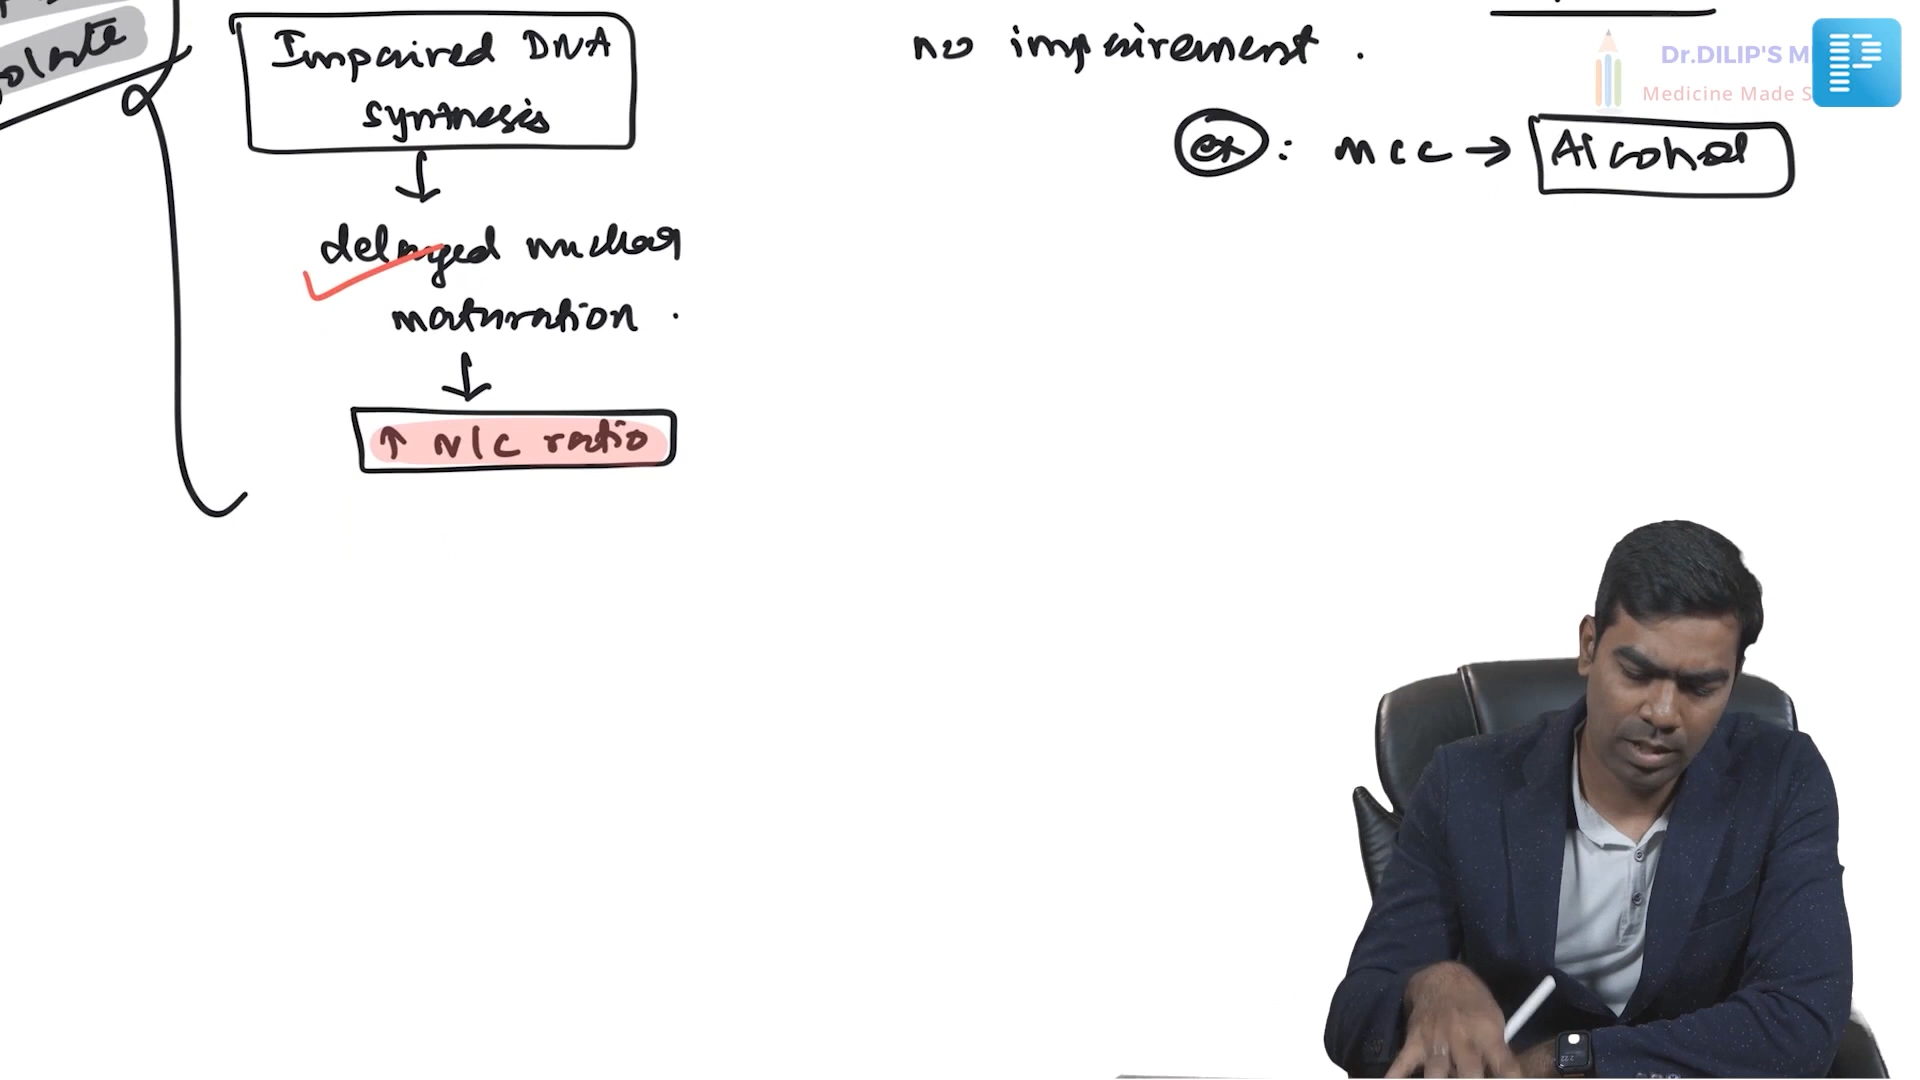 olate
Impaired DNA
synthesis
delayed nuclear
maturation .
↑ N/C ratio
no impairement .
ex : MCC → Alcohol
Dr.DILIP'S M
Medicine Made S